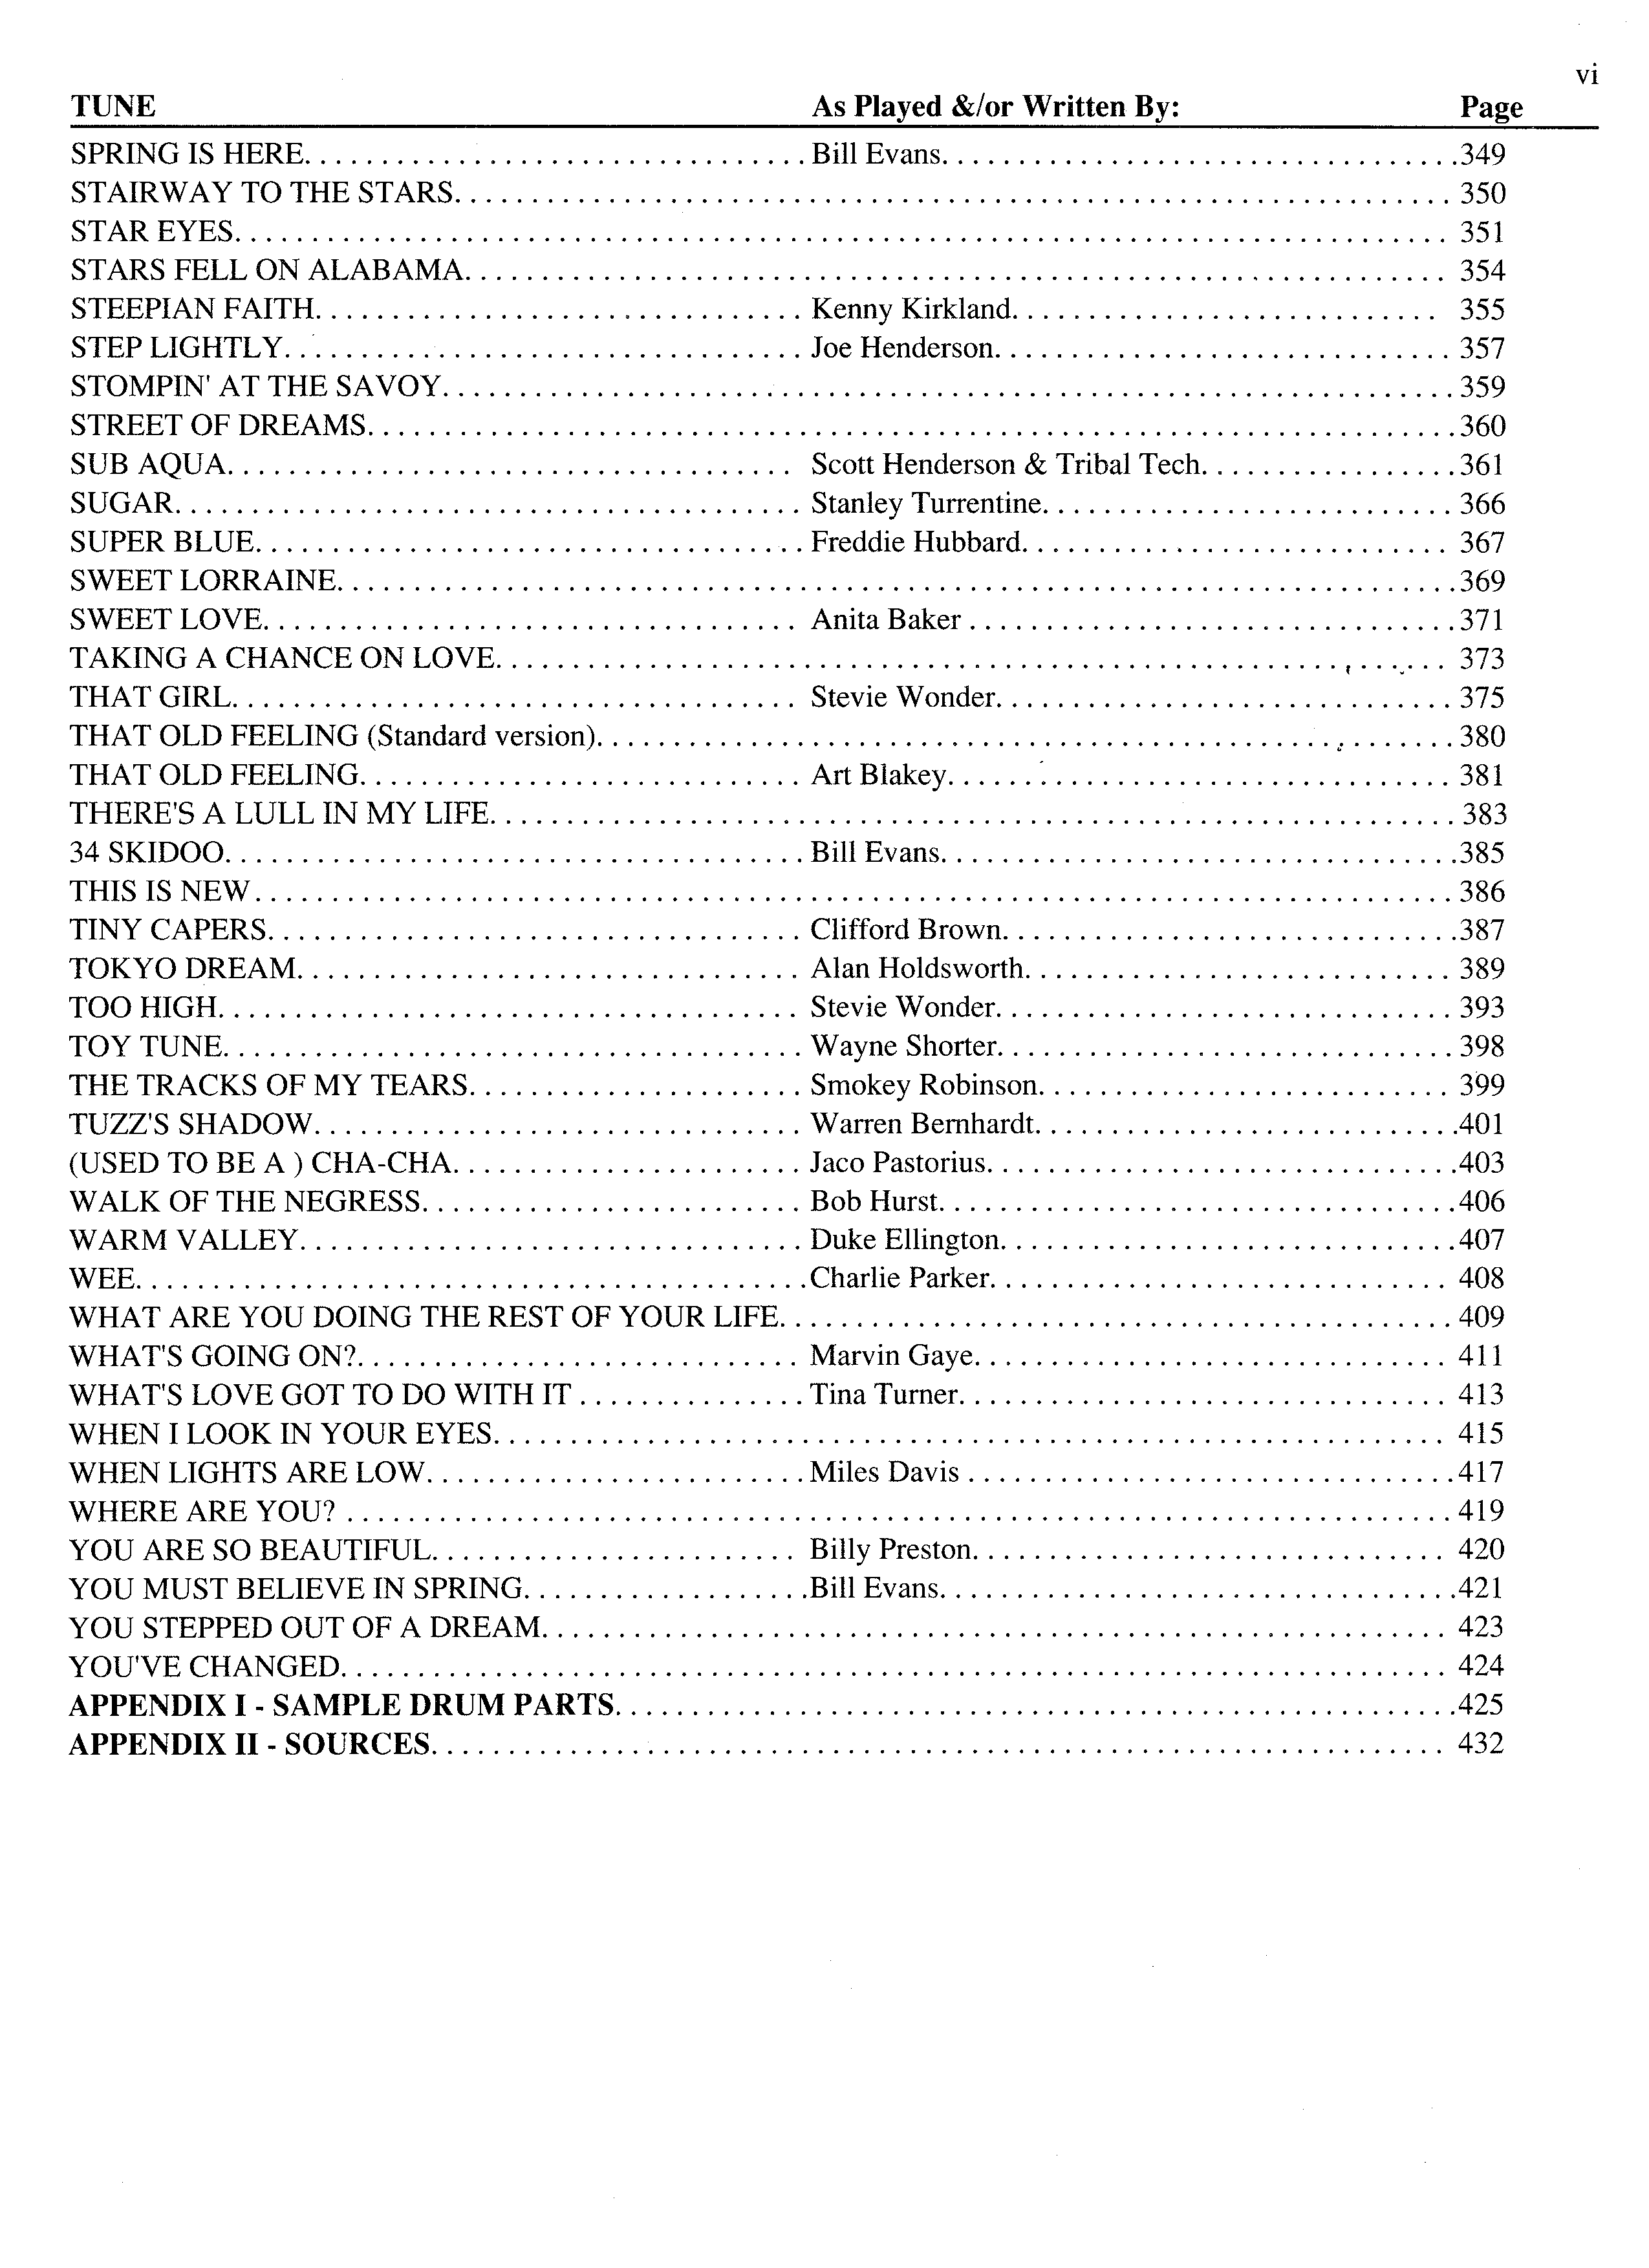 vi
TUNE As Played &/or Written By: Page
SPRING IS HERE. . . . . . . . . . Bill Evans. . . . . . . . . . 349
STAIRWAY TO THE STARS. . . . . . . . . . 350
STAR EYES. . . . . . . . . . 351
STARS FELL ON ALABAMA. . . . . . . . . . 354
STEEPIAN FAITH. . . . . . . . . . Kenny Kirkland. . . . . . . . . . 355
STEP LIGHTLY. . . . . . . . . . Joe Henderson. . . . . . . . . . 357
STOMPIN' AT THE SAVOY. . . . . . . . . . 359
STREET OF DREAMS. . . . . . . . . . 360
SUB AQUA. . . . . . . . . . Scott Henderson & Tribal Tech. . . . . . . . . . 361
SUGAR. . . . . . . . . . Stanley Turrentine. . . . . . . . . . 366
SUPER BLUE. . . . . . . . . . Freddie Hubbard. . . . . . . . . . 367
SWEET LORRAINE. . . . . . . . . . 369
SWEET LOVE. . . . . . . . . . Anita Baker . . . . . . . . . . 371
TAKING A CHANCE ON LOVE. . . . . . . . . . 373
THAT GIRL. . . . . . . . . . Stevie Wonder. . . . . . . . . . 375
THAT OLD FEELING (Standard version). . . . . . . . . . 380
THAT OLD FEELING. . . . . . . . . . Art Blakey. . . . . . . . . . 381
THERE'S A LULL IN MY LIFE. . . . . . . . . . 383
34 SKIDOO. . . . . . . . . . Bill Evans. . . . . . . . . . 385
THIS IS NEW. . . . . . . . . . 386
TINY CAPERS. . . . . . . . . . Clifford Brown. . . . . . . . . . 387
TOKYO DREAM. . . . . . . . . . Alan Holdsworth. . . . . . . . . . 389
TOO HIGH. . . . . . . . . . Stevie Wonder. . . . . . . . . . 393
TOY TUNE. . . . . . . . . . Wayne Shorter. . . . . . . . . . 398
THE TRACKS OF MY TEARS. . . . . . . . . . Smokey Robinson. . . . . . . . . . 399
TUZZ'S SHADOW. . . . . . . . . . Warren Bernhardt. . . . . . . . . . 401
(USED TO BE A ) CHA-CHA. . . . . . . . . . Jaco Pastorius. . . . . . . . . . 403
WALK OF THE NEGRESS. . . . . . . . . . Bob Hurst. . . . . . . . . . 406
WARM VALLEY. . . . . . . . . . Duke Ellington. . . . . . . . . . 407
WEE. . . . . . . . . . Charlie Parker. . . . . . . . . . 408
WHAT ARE YOU DOING THE REST OF YOUR LIFE. . . . . . . . . . 409
WHAT'S GOING ON?. . . . . . . . . . Marvin Gaye. . . . . . . . . . 411
WHAT'S LOVE GOT TO DO WITH IT . . . . . . . . . . Tina Turner. . . . . . . . . . 413
WHEN I LOOK IN YOUR EYES. . . . . . . . . . 415
WHEN LIGHTS ARE LOW. . . . . . . . . . Miles Davis . . . . . . . . . . 417
WHERE ARE YOU? . . . . . . . . . . 419
YOU ARE SO BEAUTIFUL. . . . . . . . . . Billy Preston. . . . . . . . . . 420
YOU MUST BELIEVE IN SPRING. . . . . . . . . . Bill Evans. . . . . . . . . . 421
YOU STEPPED OUT OF A DREAM. . . . . . . . . . 423
YOU'VE CHANGED. . . . . . . . . . 424
APPENDIX I - SAMPLE DRUM PARTS. . . . . . . . . . 425
APPENDIX II - SOURCES. . . . . . . . . . 432